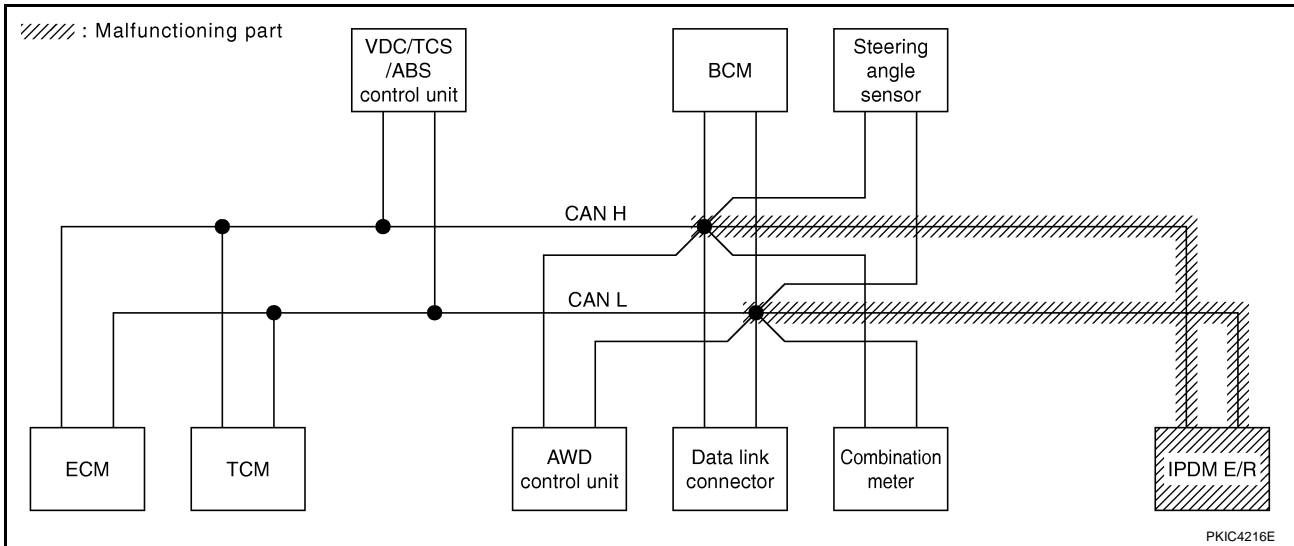 : Malfunctioning part
VDC/TCS
/ABS
control unit
BCM
Steering
angle
sensor
CAN H
CAN L
ECM
TCM
AWD
control unit
Data link
connector
Combination
meter
IPDM E/R
PKIC4216E